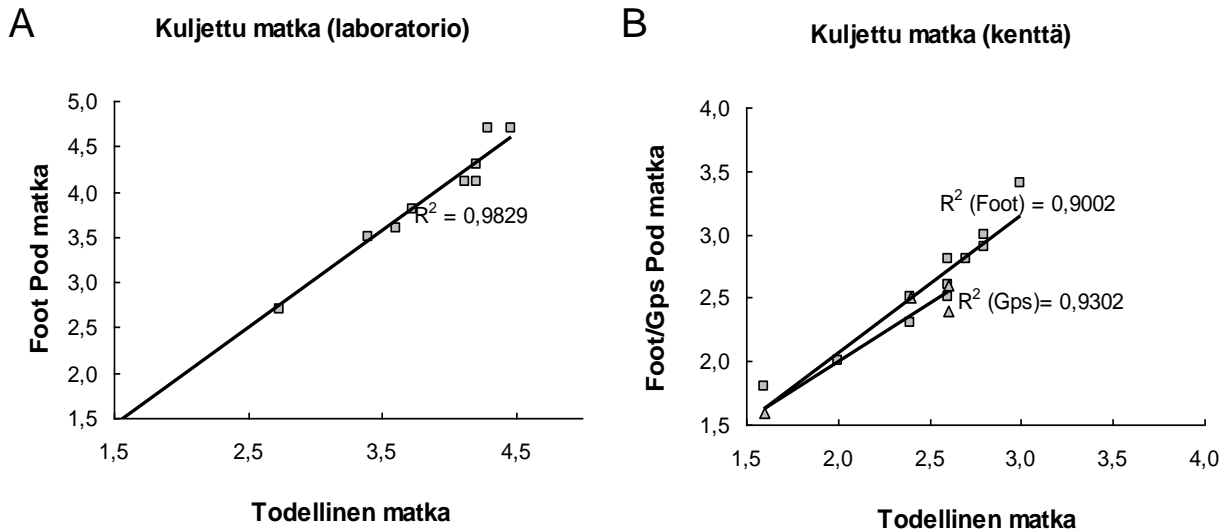 A
Kuljettu matka (laboratorio)
5,0
4,5
4,0
3,5
3,0
2,5
2,0
1,5
Foot Pod matka
R² = 0,9829
1,5
2,5
3,5
4,5
Todellinen matka
B
Kuljettu matka (kenttä)
4,0
3,5
3,0
2,5
2,0
1,5
Foot/Gps Pod matka
R² (Foot) = 0,9002
R² (Gps)= 0,9302
1,5
2,0
2,5
3,0
3,5
4,0
Todellinen matka